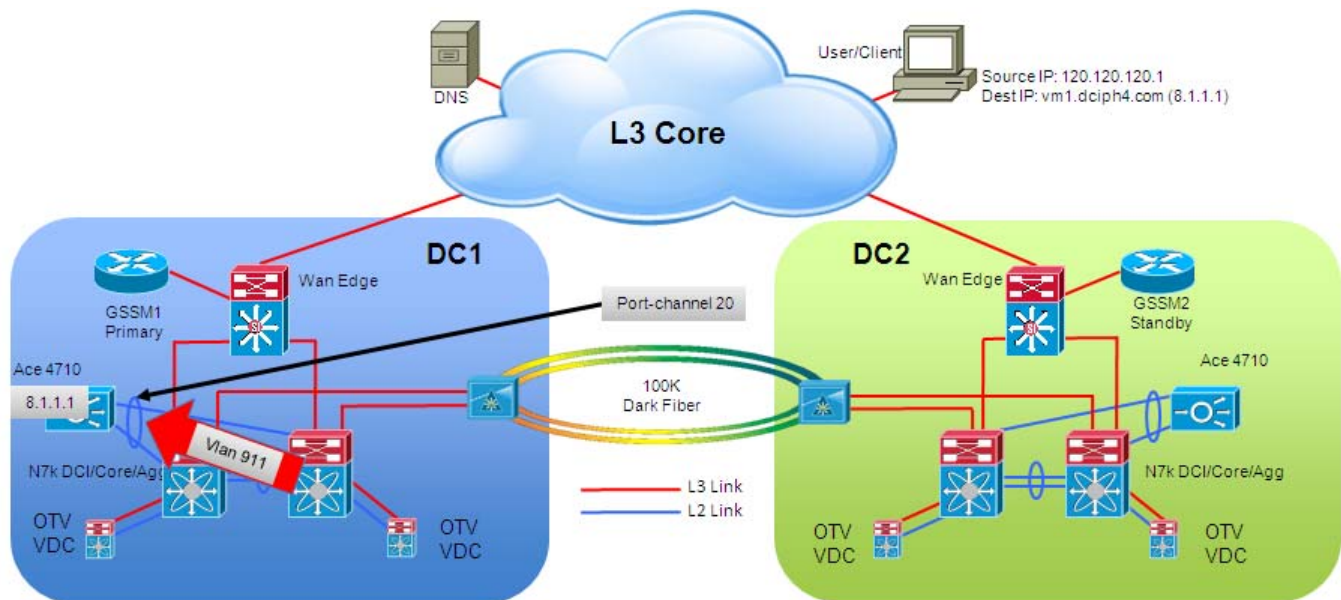 DNS
User/Client
Source IP: 120.120.120.1
Dest IP: vm1.dciph4.com (8.1.1.1)
L3 Core
DC1
GSSM1
Primary
Wan Edge
Port-channel 20
Ace 4710
8.1.1.1
Vlan 911
N7k DCI/Core/Agg
OTV
VDC
OTV
VDC
100K
Dark Fiber
L3 Link
L2 Link
DC2
Wan Edge
GSSM2
Standby
Ace 4710
N7k DCI/Core/Agg
OTV
VDC
OTV
VDC